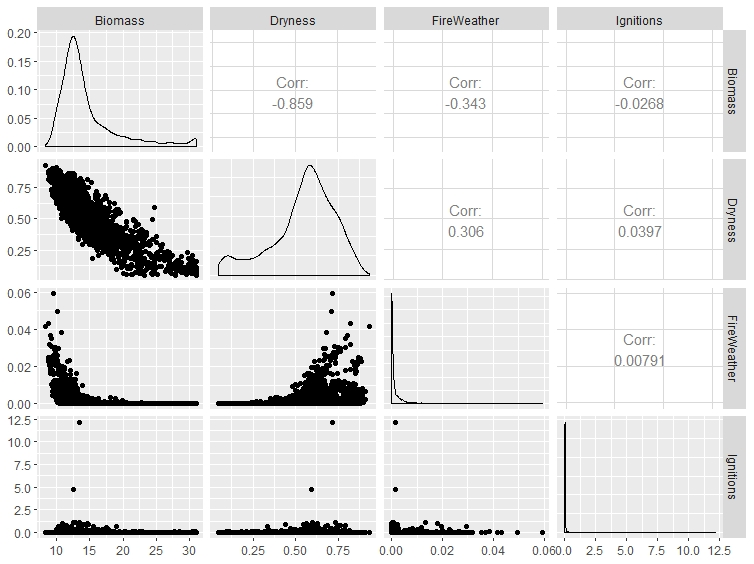 Biomass Dryness FireWeather Ignitions
0.20
0.15
0.10
0.05
0.00
Corr:
-0.859
Corr:
-0.343
Corr:
-0.0268
Biomass
0.75
0.50
0.25
Corr:
0.306
Corr:
0.0397
Dryness
0.06
0.04
0.02
0.00
Corr:
0.00791
FireWeather
12.5
10.0
7.5
5.0
2.5
0.0
Ignitions
10 15 20 25 30 0.25 0.50 0.75 0.00 0.02 0.04 0.06 0.0 2.5 5.0 7.5 10.0 12.5